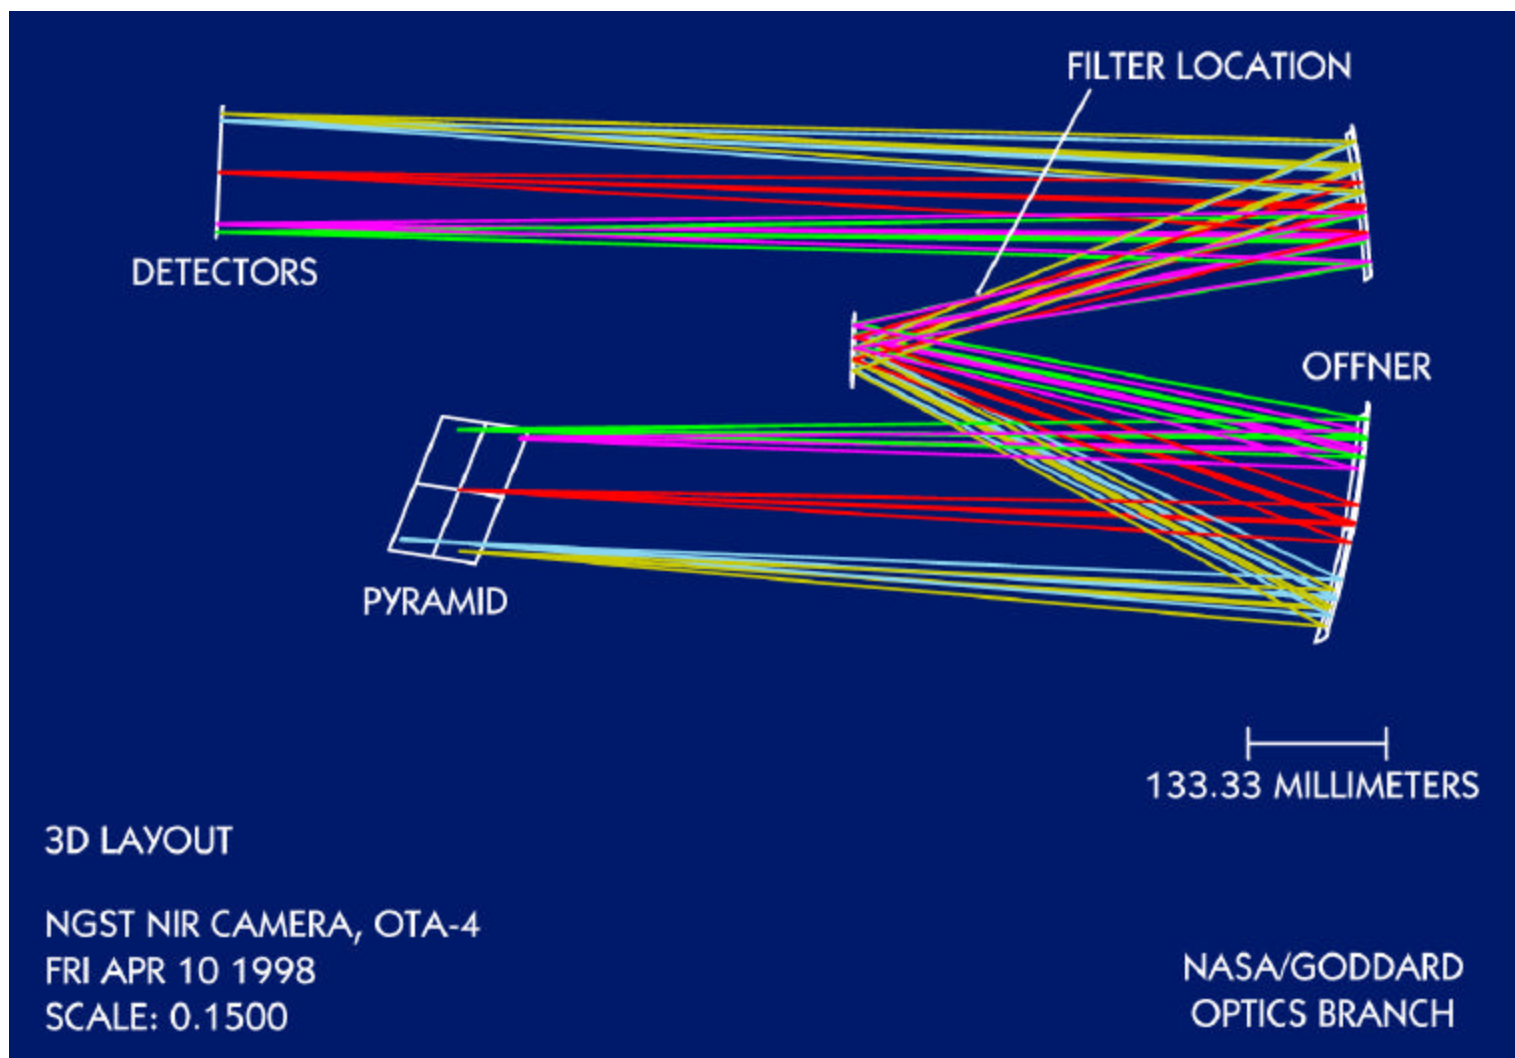 FILTER LOCATION
DETECTORS
OFFNER
PYRAMID
133.33 MILLIMETERS
3D LAYOUT
NGST NIR CAMERA, OTA-4
FRI APR 10 1998
SCALE: 0.1500
NASA/GODDARD
OPTICS BRANCH